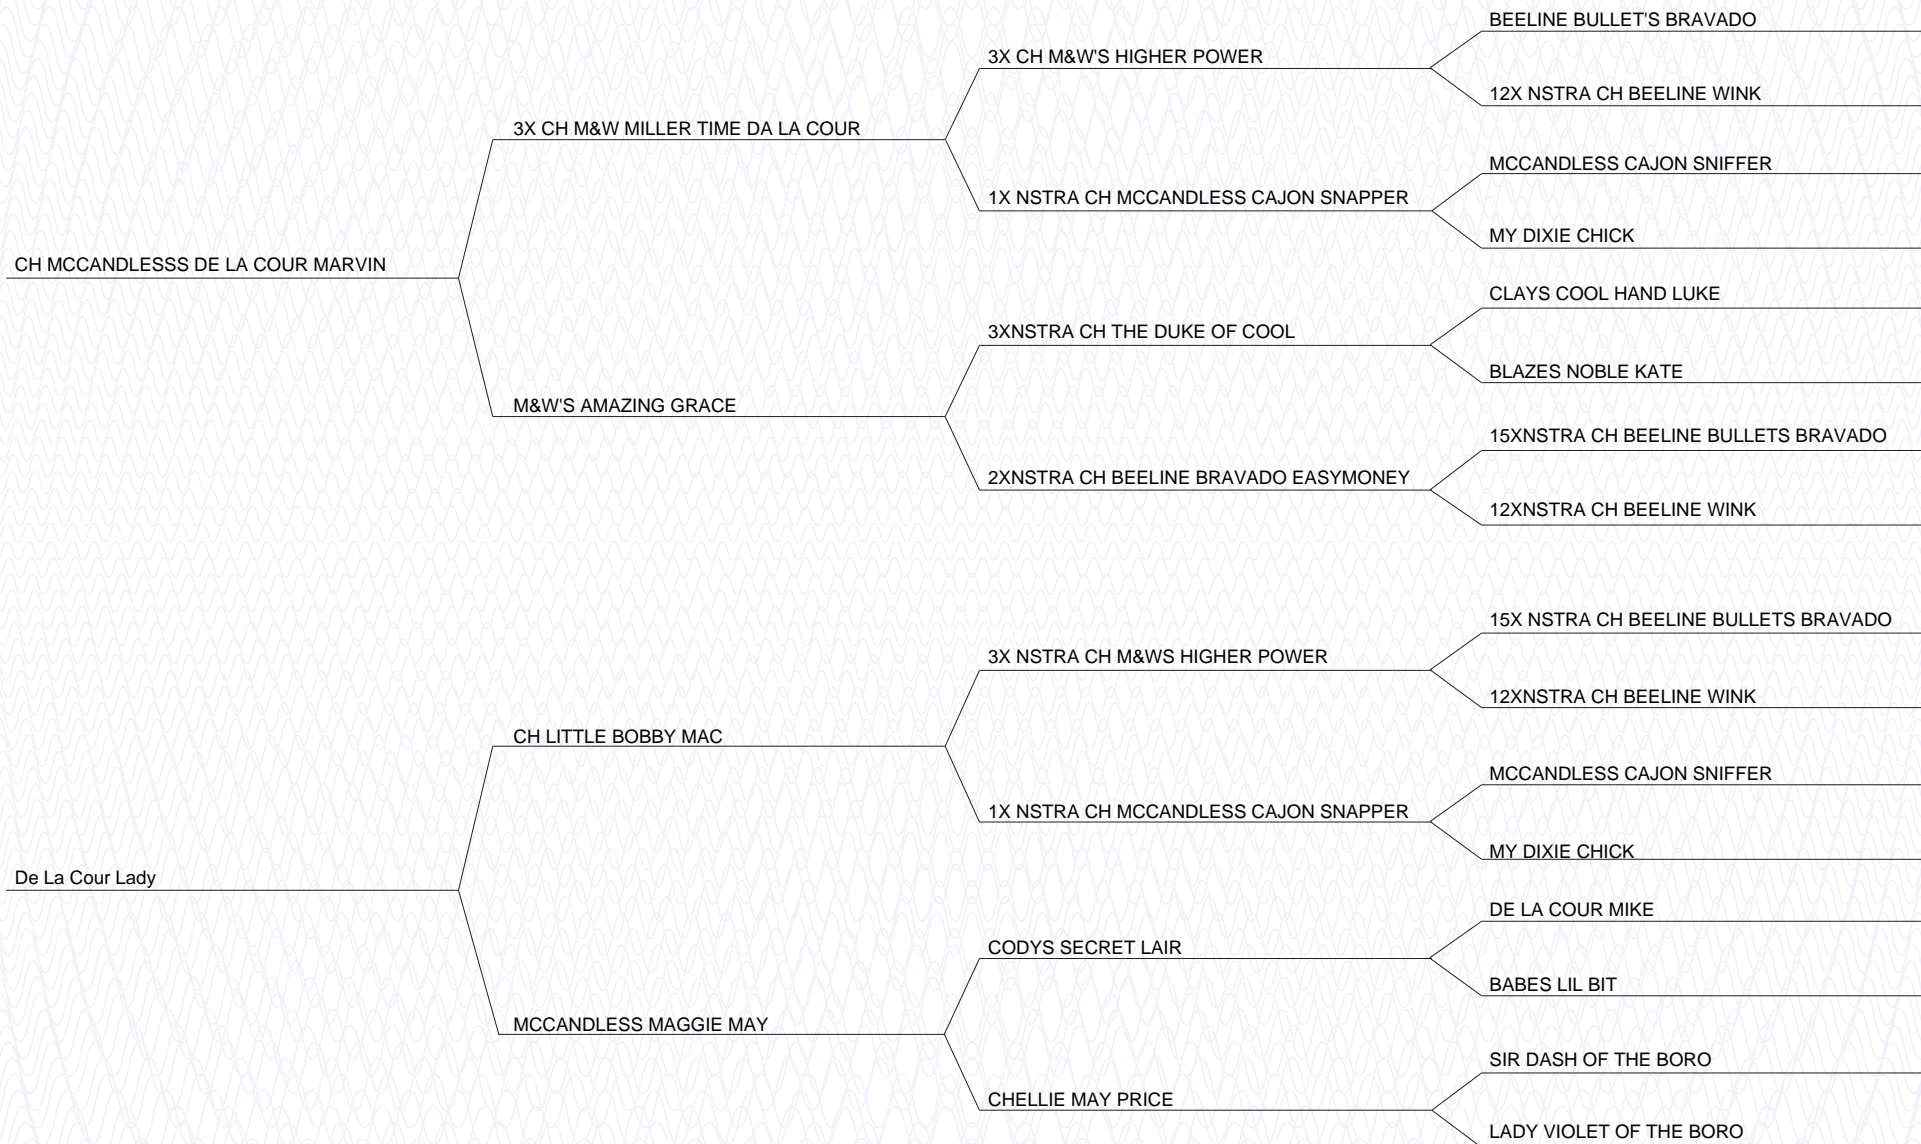 BEELINE BULLET'S BRAVADO
3X CH M&W'S HIGHER POWER
12X NSTRA CH BEELINE WINK
3X CH M&W MILLER TIME DA LA COUR
MCCANDLESS CAJON SNIFFER
1X NSTRA CH MCCANDLESS CAJON SNAPPER
MY DIXIE CHICK
CH MCCANDLESSS DE LA COUR MARVIN
CLAYS COOL HAND LUKE
3XNSTRA CH THE DUKE OF COOL
BLAZES NOBLE KATE
M&W'S AMAZING GRACE
15XNSTRA CH BEELINE BULLETS BRAVADO
2XNSTRA CH BEELINE BRAVADO EASYMONEY
12XNSTRA CH BEELINE WINK
15X NSTRA CH BEELINE BULLETS BRAVADO
3X NSTRA CH M&WS HIGHER POWER
12XNSTRA CH BEELINE WINK
CH LITTLE BOBBY MAC
MCCANDLESS CAJON SNIFFER
1X NSTRA CH MCCANDLESS CAJON SNAPPER
MY DIXIE CHICK
De La Cour Lady
DE LA COUR MIKE
CODYS SECRET LAIR
BABES LIL BIT
MCCANDLESS MAGGIE MAY
SIR DASH OF THE BORO
CHELLIE MAY PRICE
LADY VIOLET OF THE BORO